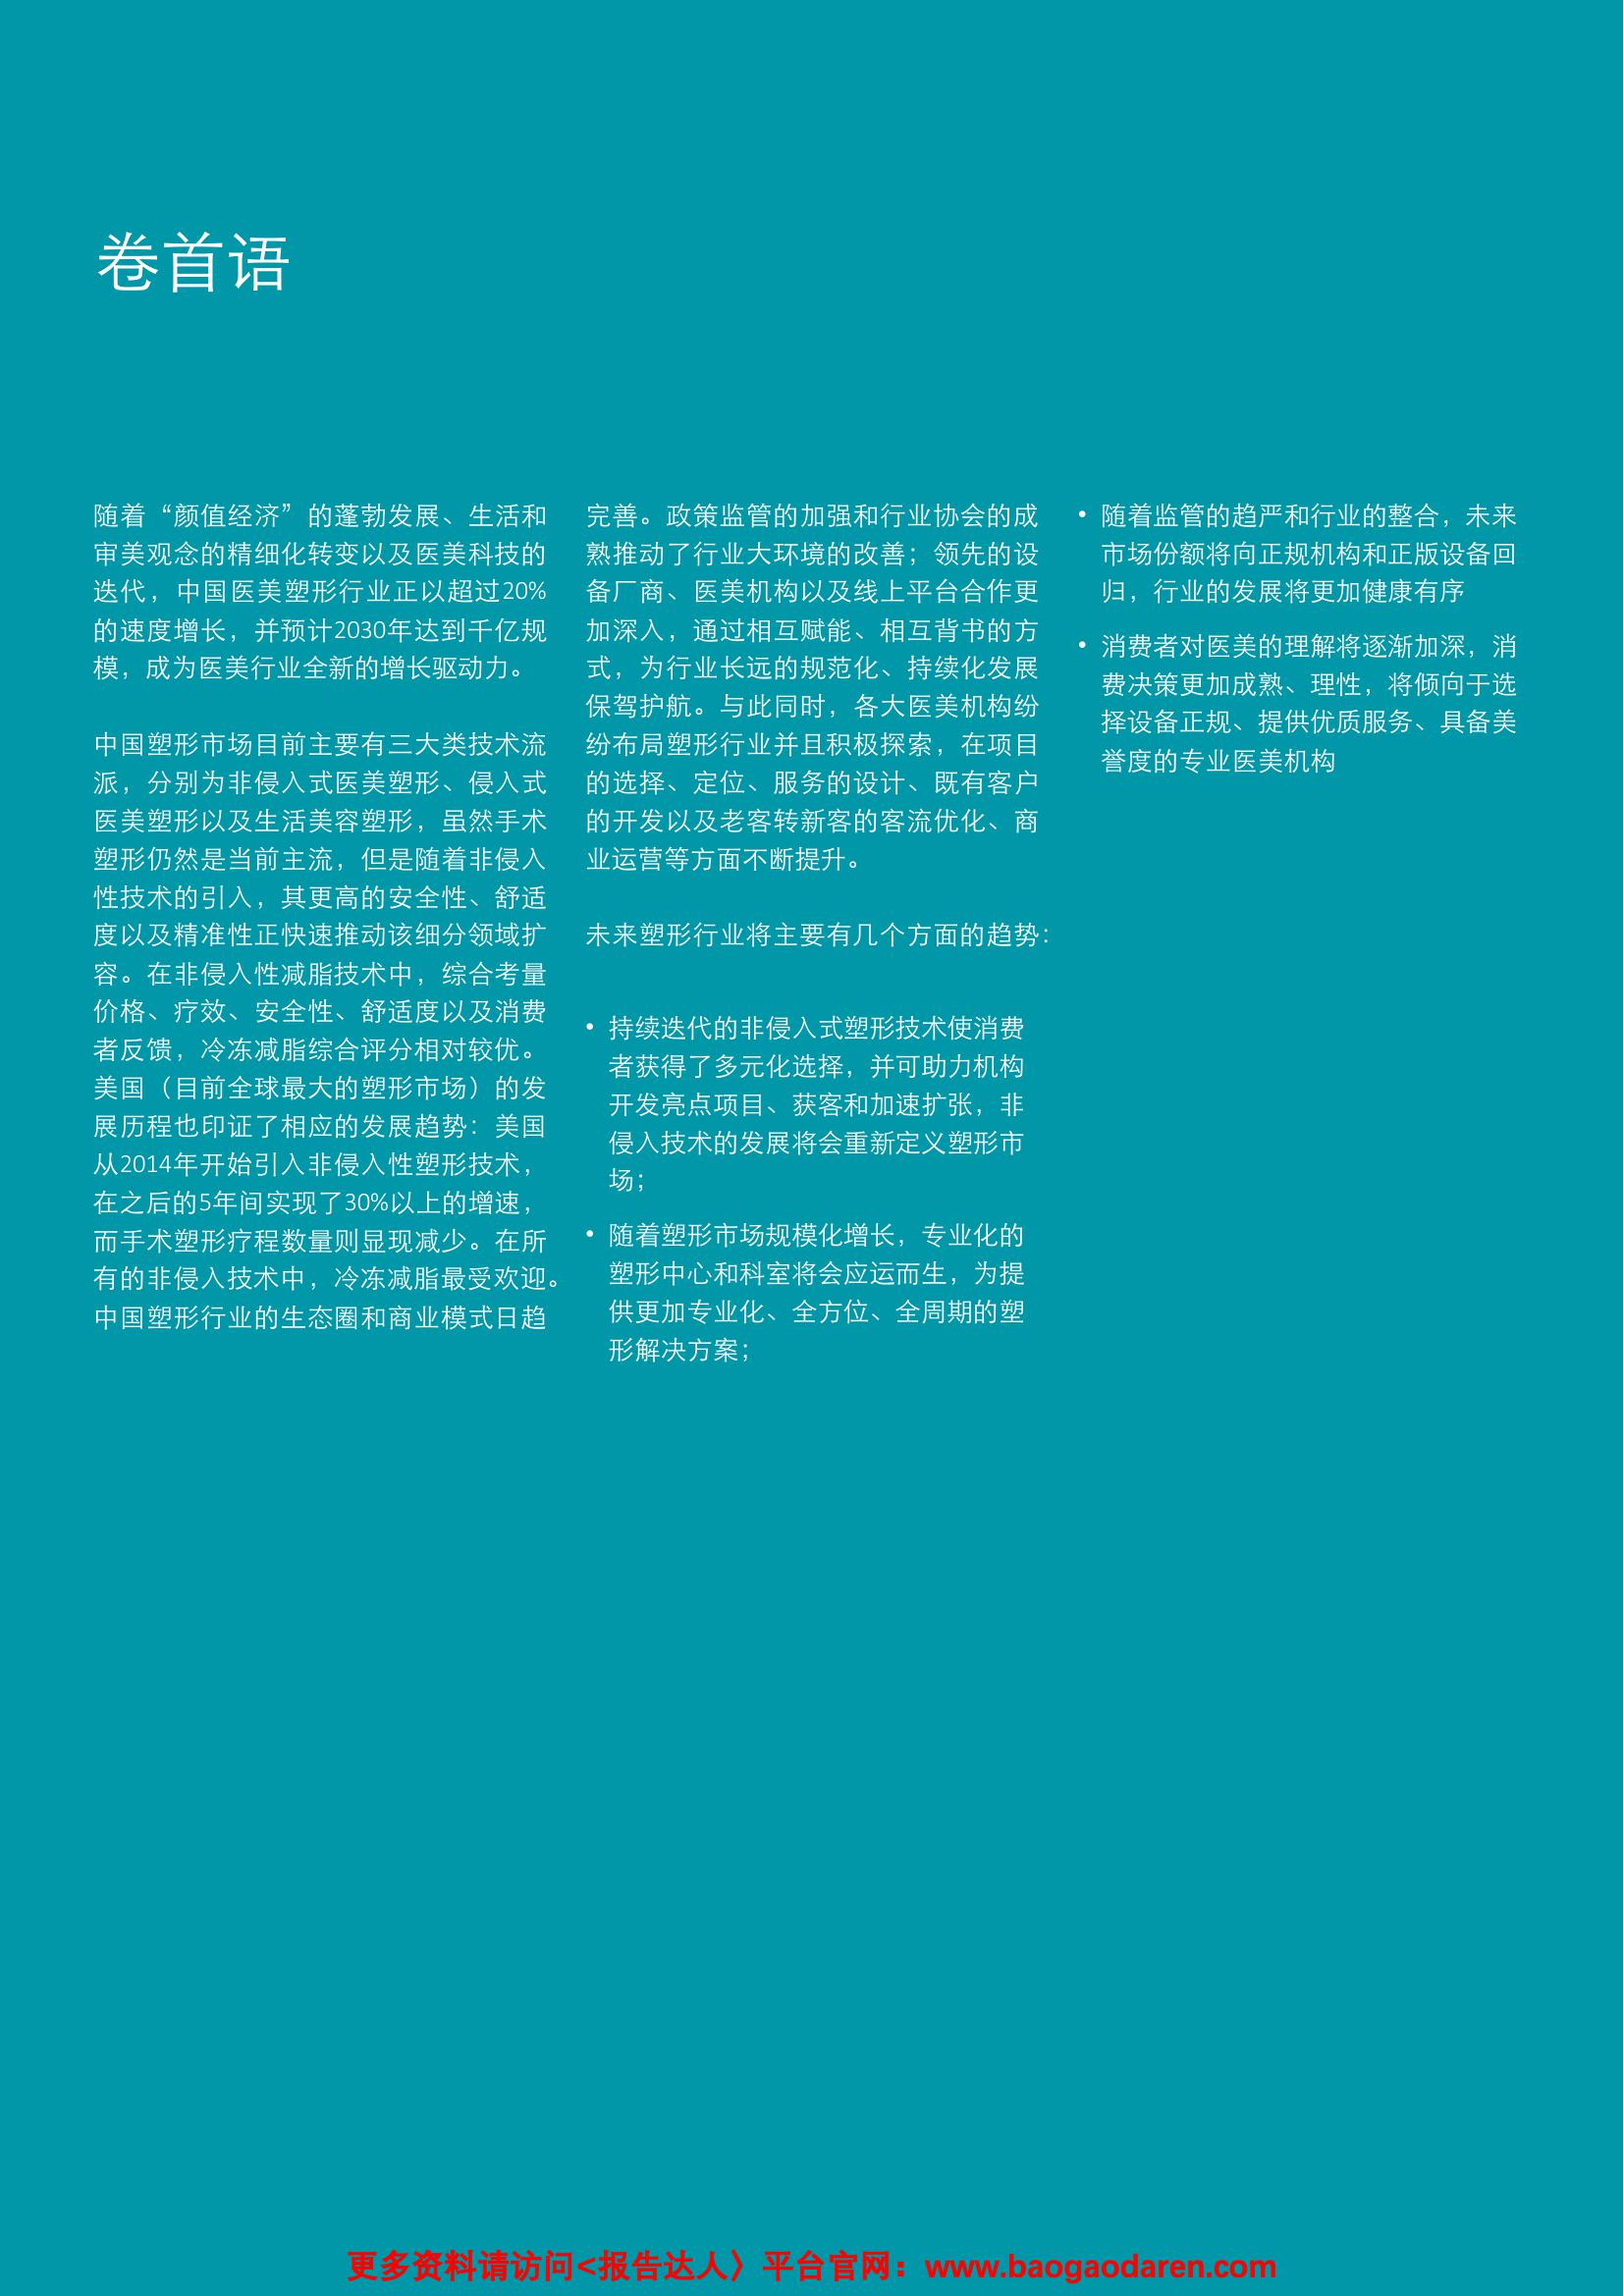 卷首语
随着“颜值经济”的蓬勃发展、生活和
审美观念的精细化转变以及医美科技的
迭代，中国医美塑形行业正以超过20%
的速度增长，并预计2030年达到千亿规
模，成为医美行业全新的增长驱动力。
中国塑形市场目前主要有三大类技术流
派，分别为非侵入式医美塑形、侵入式
医美塑形以及生活美容塑形，虽然手术
塑形仍然是当前主流，但是随着非侵入
性技术的引入，其更高的安全性、舒适
度以及精准性正快速推动该细分领域扩
容。在非侵入性减脂技术中，综合考量
价格、疗效、安全性、舒适度以及消费
者反馈，冷冻减脂综合评分相对较优。
美国（目前全球最大的塑形市场）的发
展历程也印证了相应的发展趋势：美国
从2014年开始引入非侵入性塑形技术，
在之后的5年间实现了30%以上的增速，
而手术塑形疗程数量则显现减少。在所
有的非侵入技术中，冷冻减脂最受欢迎。
中国塑形行业的生态圈和商业模式日趋
完善。政策监管的加强和行业协会的成
熟推动了行业大环境的改善；领先的设
备厂商、医美机构以及线上平台合作更
加深入，通过相互赋能、相互背书的方
式，为行业长远的规范化、持续化发展
保驾护航。与此同时，各大医美机构纷
纷布局塑形行业并且积极探索，在项目
的选择、定位、服务的设计、既有客户
的开发以及老客转新客的客流优化、商
业运营等方面不断提升。
未来塑形行业将主要有几个方面的趋势：
• 持续迭代的非侵入式塑形技术使消费
者获得了多元化选择，并可助力机构
开发亮点项目、获客和加速扩张，非
侵入技术的发展将会重新定义塑形市
场；
• 随着塑形市场规模化增长，专业化的
塑形中心和科室将会应运而生，为提
供更加专业化、全方位、全周期的塑
形解决方案；
• 随着监管的趋严和行业的整合，未来
市场份额将向正规机构和正版设备回
归，行业的发展将更加健康有序
• 消费者对医美的理解将逐渐加深，消
费决策更加成熟、理性，将倾向于选
择设备正规、提供优质服务、具备美
誉度的专业医美机构
更多资料请访问<报告达人〉平台官网：www.baogaodaren.com